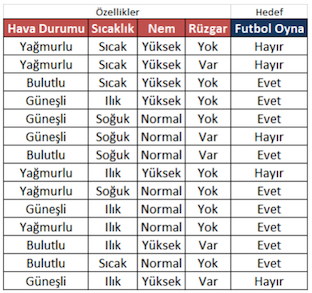 Özellikler Hedef
Hava Durumu Sıcaklık Nem Rüzgar Futbol Oyna
Yağmurlu Sıcak Yüksek Yok Hayır
Yağmurlu Sıcak Yüksek Var Hayır
Bulutlu Sıcak Yüksek Yok Evet
Güneşli Ilık Yüksek Yok Evet
Güneşli Soğuk Normal Yok Evet
Güneşli Soğuk Normal Var Hayır
Bulutlu Soğuk Normal Var Evet
Yağmurlu Ilık Yüksek Yok Hayır
Yağmurlu Soğuk Normal Yok Evet
Güneşli Ilık Normal Yok Evet
Yağmurlu Ilık Normal Yok Evet
Bulutlu Ilık Yüksek Var Evet
Bulutlu Sıcak Normal Yok Evet
Güneşli Ilık Yüksek Var Hayır